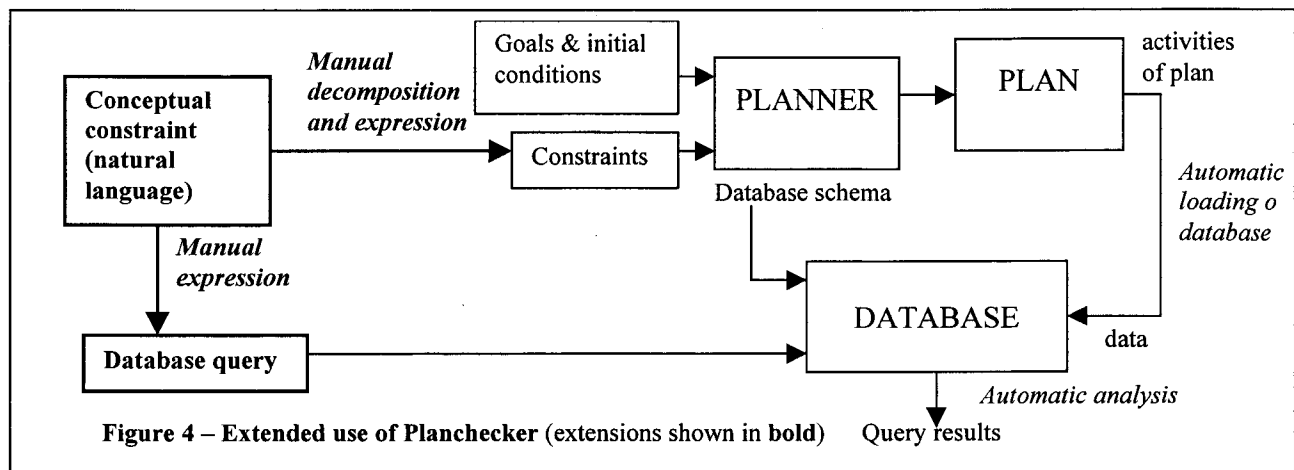 Goals & initial
conditions
Manual
decomposition
and expression
Conceptual
constraint
(natural
language)
Constraints
PLANNER
PLAN
activities
of plan
Database schema
Automatic
loading o
database
Manual
expression
DATABASE
data
Database query
Automatic analysis
Figure 4 – Extended use of Planchecker (extensions shown in bold)
Query results